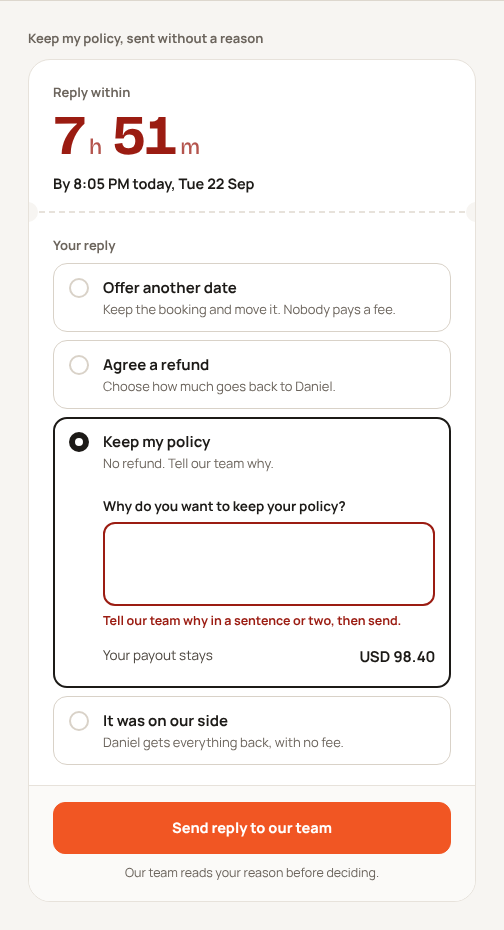 Keep my policy, sent without a reason
Reply within
7 h 51 m
By 8:05 PM today, Tue 22 Sep
Your reply
Offer another date
Keep the booking and move it. Nobody pays a fee.
Agree a refund
Choose how much goes back to Daniel.
Keep my policy
No refund. Tell our team why.
Why do you want to keep your policy?
Tell our team why in a sentence or two, then send.
Your payout stays USD 98.40
It was on our side
Daniel gets everything back, with no fee.
Send reply to our team
Our team reads your reason before deciding.